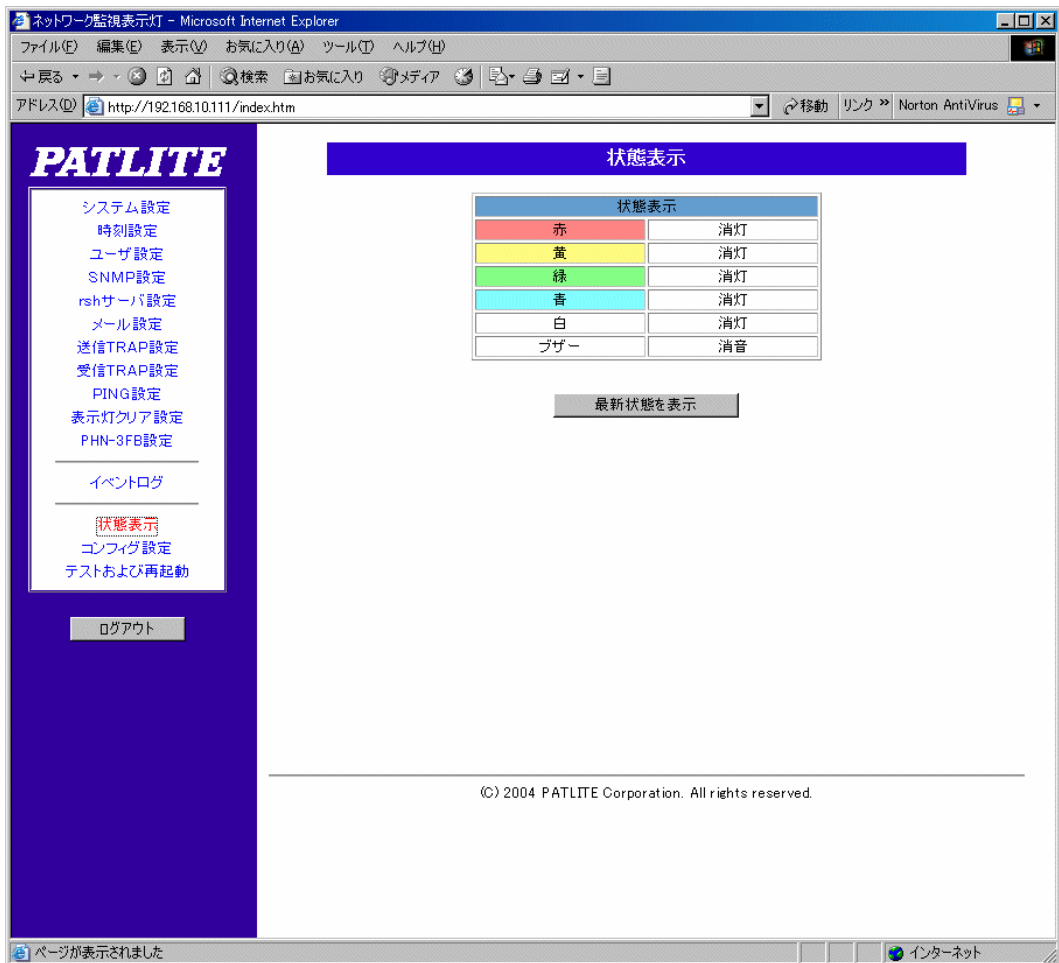 ネットワーク監視表示灯 - Microsoft Internet Explorer
ファイル(F) 編集(E) 表示(V) お気に入り(A) ツール(T) ヘルプ(H)
戻る 検索 お気に入り メディア
アドレス(D) http://192.168.10.111/index.htm 移動 リンク » Norton AntiVirus
PATLITE
システム設定
時刻設定
ユーザ設定
SNMP設定
rshサーバ設定
メール設定
送信TRAP設定
受信TRAP設定
PING設定
表示灯クリア設定
PHN-3FB設定
イベントログ
状態表示
コンフィグ設定
テストおよび再起動
ログアウト
状態表示
状態表示
赤 消灯
黄 消灯
緑 消灯
青 消灯
白 消灯
ブザー 消音
最新状態を表示
(C) 2004 PATLITE Corporation. All rights reserved.
ページが表示されました インターネット